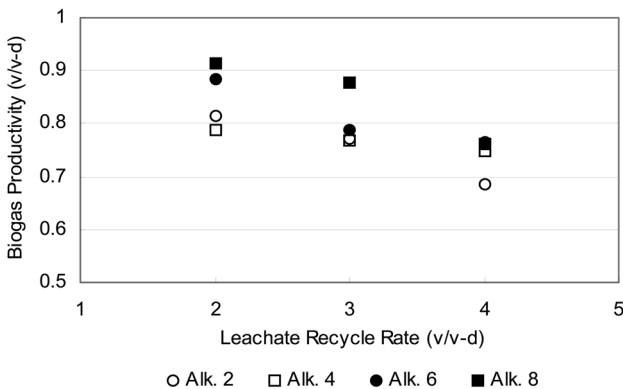 Biogas Productivity (v/v-d)
1
0.9
0.8
0.7
0.6
0.5
1 2 3 4 5
Leachate Recycle Rate (v/v-d)
Alk. 2 Alk. 4 Alk. 6 Alk. 8